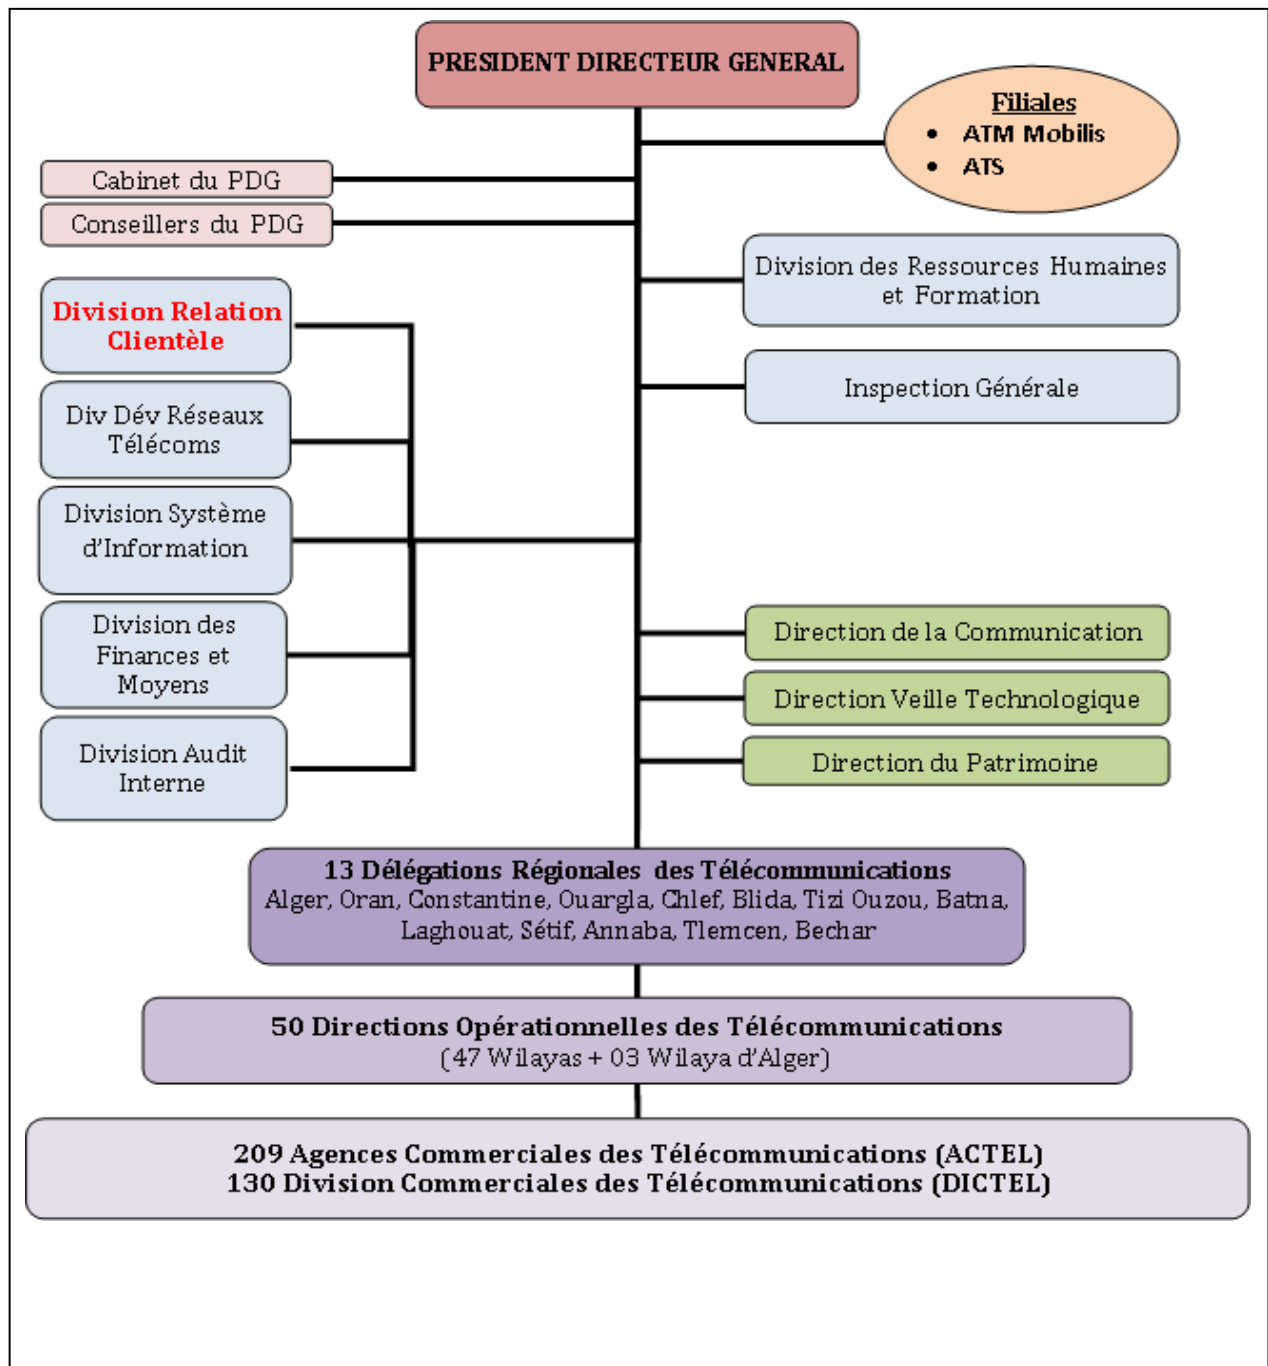 PRESIDENT DIRECTEUR GENERAL
Filiales
• ATM Mobilis
• ATS
Cabinet du PDG
Conseillers du PDG
Division des Ressources Humaines
et Formation
Division Relation
Clientèle
Inspection Générale
Div Dév Réseaux
Télécoms
Division Système
d'Information
Division des
Finances et
Moyens
Direction de la Communication
Direction Veille Technologique
Division Audit
Interne
Direction du Patrimoine
13 Délégations Régionales des Télécommunications
Alger, Oran, Constantine, Ouargla, Chlef, Blida, Tizi Ouzou, Batna,
Laghouat, Sétif, Annaba, Tlemcen, Bechar
50 Directions Opérationnelles des Télécommunications
(47 Wilayas + 03 Wilaya d'Alger)
209 Agences Commerciales des Télécommunications (ACTEL)
130 Division Commerciales des Télécommunications (DICTEL)